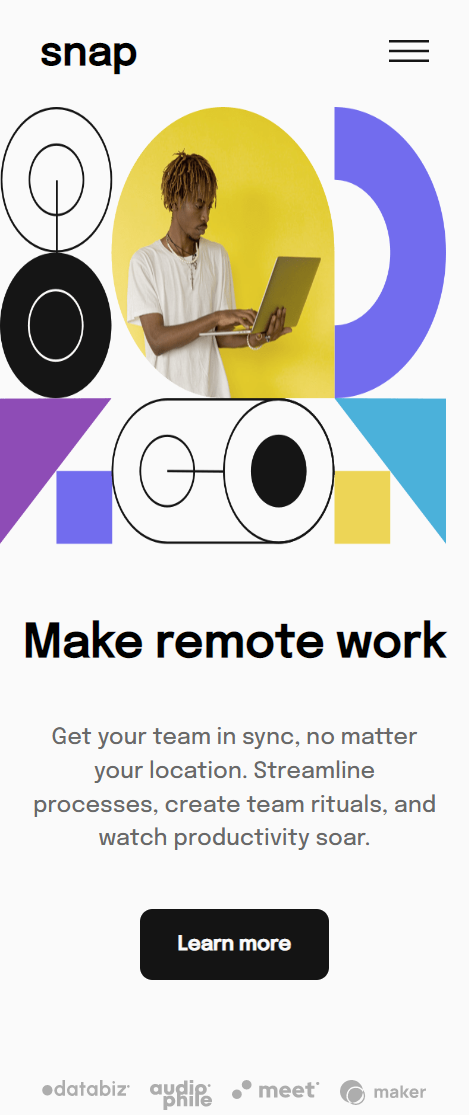 snap
Make remote work
Get your team in sync, no matter
your location. Streamline
processes, create team rituals, and
watch productivity soar.
Learn more
databiz audiophile meet maker